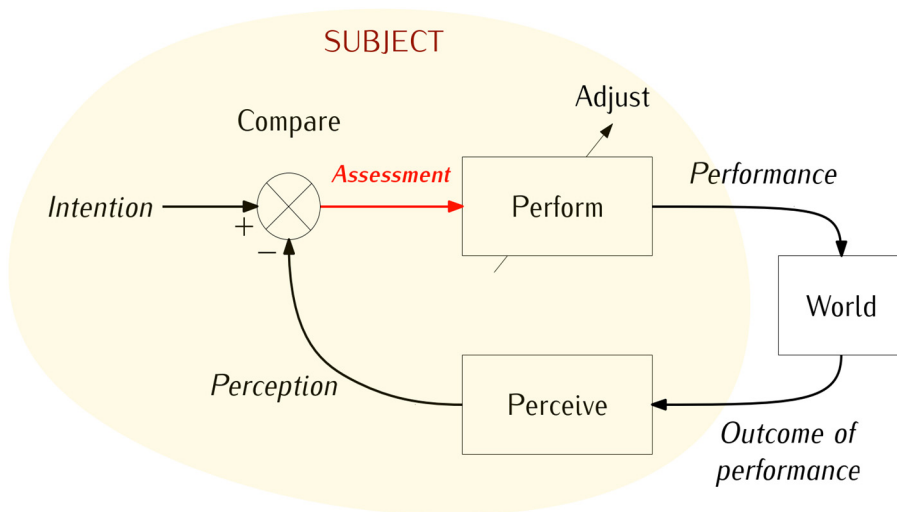 SUBJECT
Adjust
Compare
Assessment
Performance
Intention
Perform
+
−
World
Perception
Perceive
Outcome of
performance